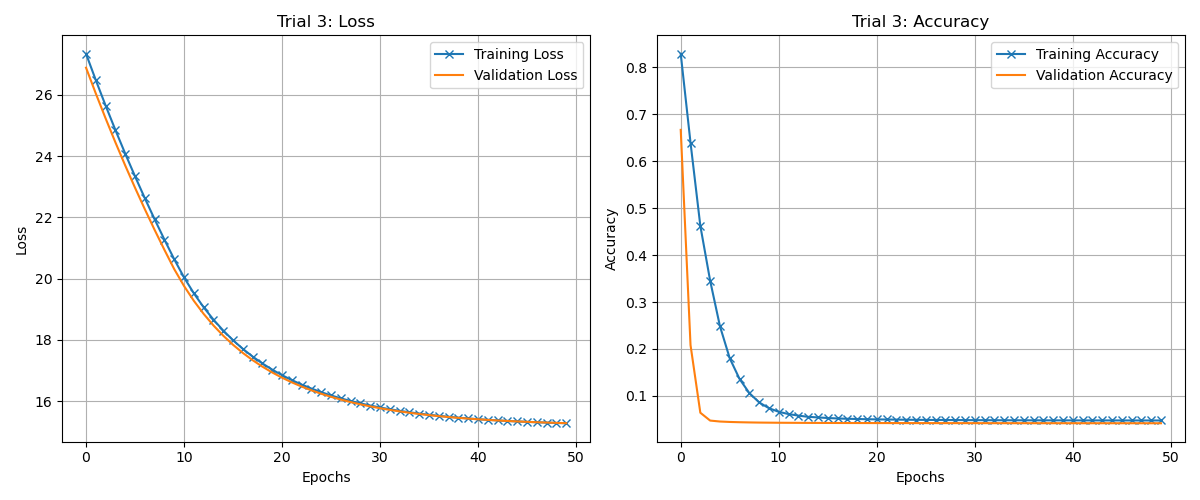 Trial 3: Loss
Training Loss
Validation Loss
Loss
26
24
22
20
18
16
0
10
20
30
40
50
Epochs
Trial 3: Accuracy
Training Accuracy
Validation Accuracy
Accuracy
0.8
0.7
0.6
0.5
0.4
0.3
0.2
0.1
0
10
20
30
40
50
Epochs